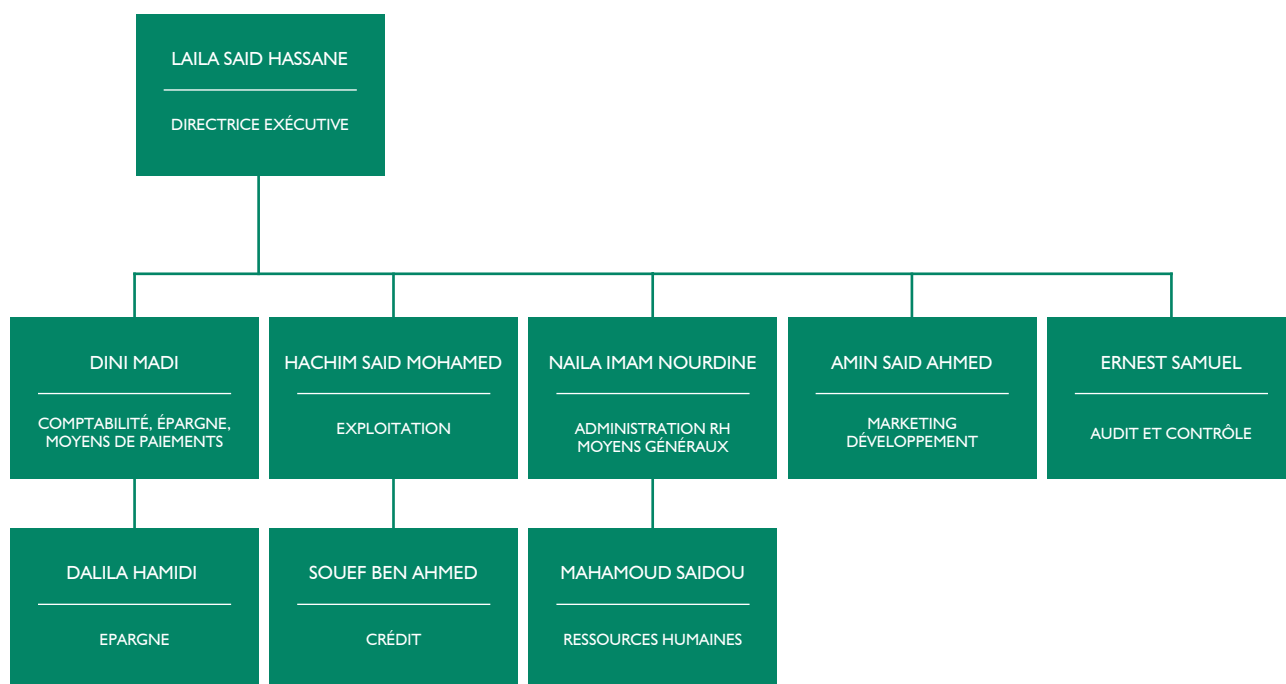 LAILA SAID HASSANE
DIRECTRICE EXÉCUTIVE
DINI MADI
COMPTABILITÉ, ÉPARGNE,
MOYENS DE PAIEMENTS
HACHIM SAID MOHAMED
EXPLOITATION
NAILA IMAM NOURDINE
ADMINISTRATION RH
MOYENS GÉNÉRAUX
AMIN SAID AHMED
MARKETING
DÉVELOPPEMENT
ERNEST SAMUEL
AUDIT ET CONTRÔLE
DALILA HAMIDI
EPARGNE
SOUEF BEN AHMED
CRÉDIT
MAHAMOUD SAIDOU
RESSOURCES HUMAINES